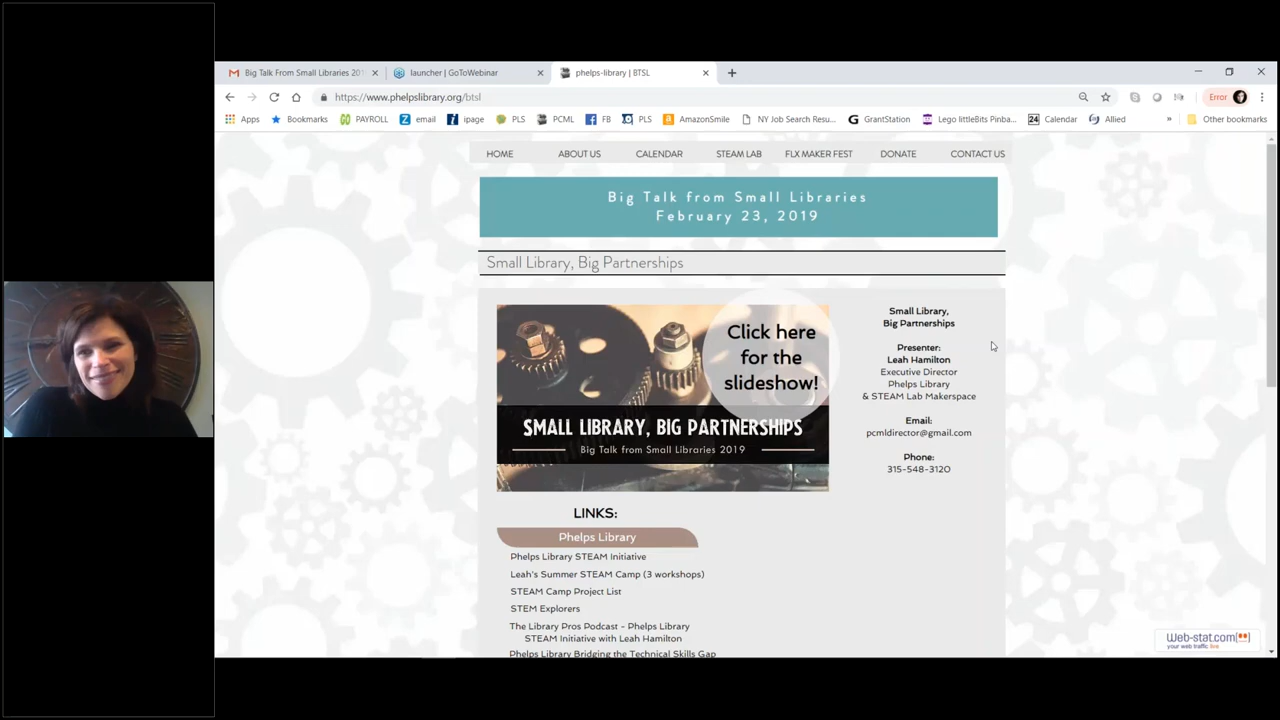 Big Talk From Small Libraries 201
launcher | GoToWebinar
phelps-library | BTSL
https://www.phelpslibrary.org/btsl
Error
Apps
Bookmarks
PAYROLL
email
ipage
PLS
PCML
FB
PLS
AmazonSmile
NY Job Search Resu...
GrantStation
Lego littleBits Pinba...
24
Calendar
Allied
»
Other bookmarks
HOME
ABOUT US
CALENDAR
STEAM LAB
FLX MAKER FEST
DONATE
CONTACT US
Big Talk from Small Libraries
February 23, 2019
Small Library, Big Partnerships
Click here
for the
slideshow!
SMALL LIBRARY, BIG PARTNERSHIPS
Big Talk from Small Libraries 2019
Small Library,
Big Partnerships
Presenter:
Leah Hamilton
Executive Director
Phelps Library
& STEAM Lab Makerspace
Email:
pcmldirector@gmail.com
Phone:
315-548-3120
LINKS:
Phelps Library
Phelps Library STEAM Initiative
Leah's Summer STEAM Camp (3 workshops)
STEAM Camp Project List
STEM Explorers
The Library Pros Podcast - Phelps Library
STEAM Initiative with Leah Hamilton
Phelps Library Bridging the Technical Skills Gap
Web-stat.com
your web traffic live